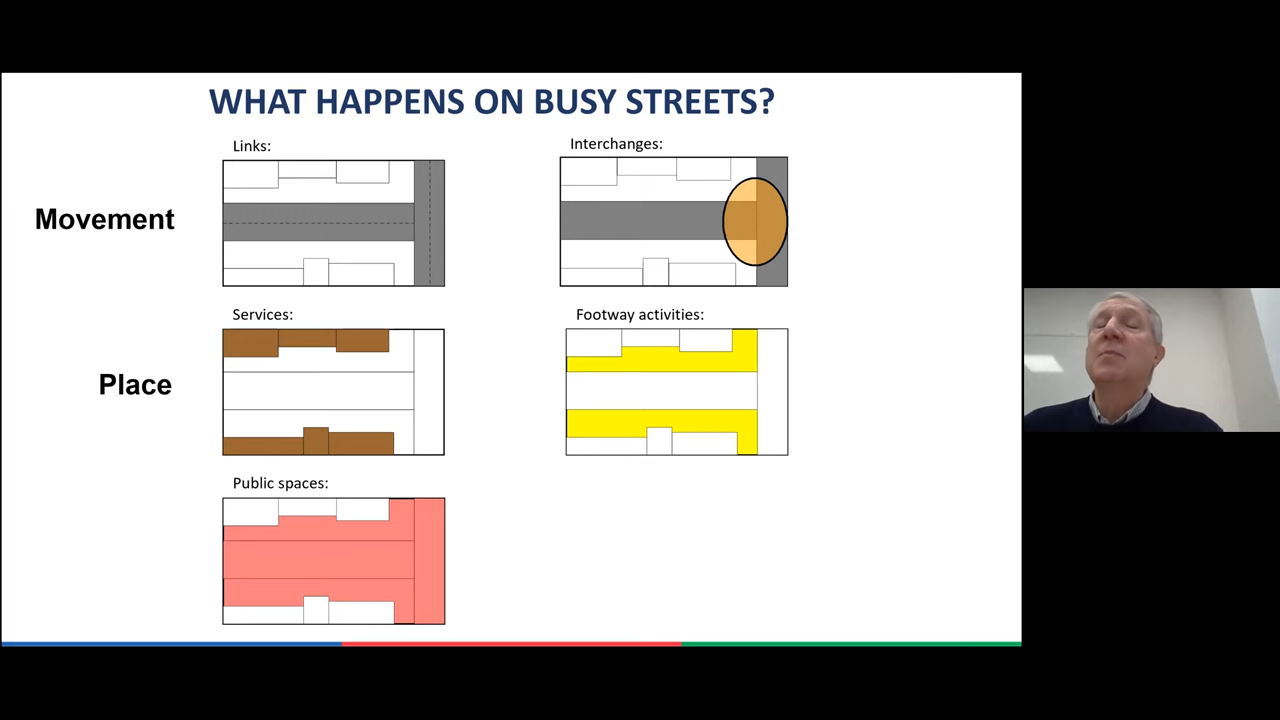 WHAT HAPPENS ON BUSY STREETS?
Links:
Interchanges:
Movement
Services:
Footway activities:
Place
Public spaces: